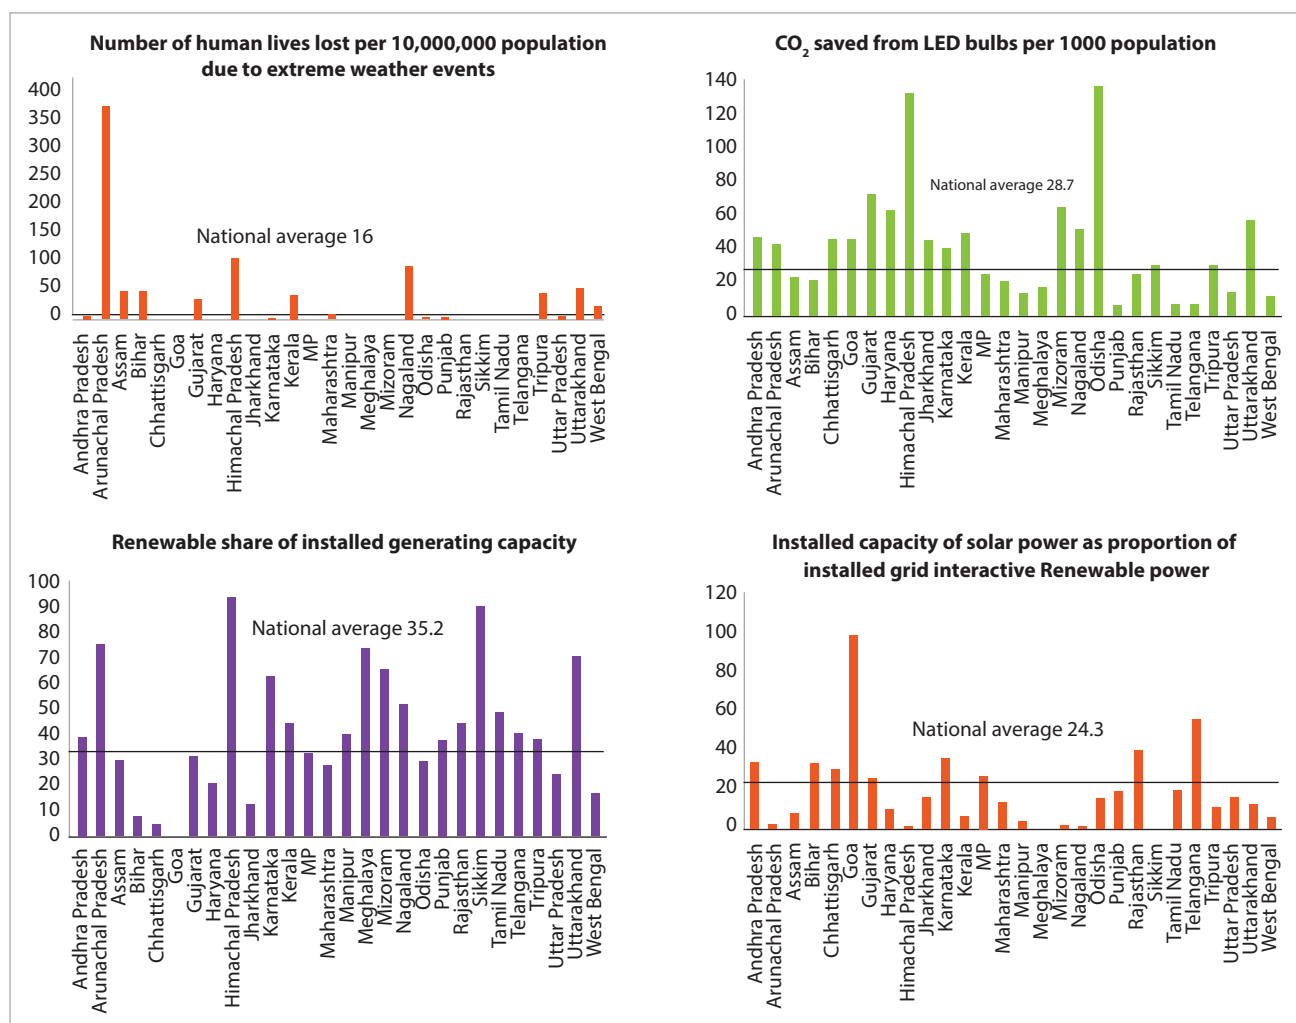 Number of human lives lost per 10,000,000 population
due to extreme weather events
400
350
300
250
200
150
100
50
0
National average 16
Andhra Pradesh
Arunachal Pradesh
Assam
Bihar
Chhattisgarh
Goa
Gujarat
Haryana
Himachal Pradesh
Jharkhand
Karnataka
Kerala
MP
Maharashtra
Manipur
Meghalaya
Mizoram
Nagaland
Odisha
Punjab
Rajasthan
Sikkim
Tamil Nadu
Telangana
Tripura
Uttar Pradesh
Uttarakhand
West Bengal
CO2 saved from LED bulbs per 1000 population
140
120
100
80
60
40
20
0
National average 28.7
Andhra Pradesh
Arunachal Pradesh
Assam
Bihar
Chhattisgarh
Goa
Gujarat
Haryana
Himachal Pradesh
Jharkhand
Karnataka
Kerala
MP
Maharashtra
Manipur
Meghalaya
Mizoram
Nagaland
Odisha
Punjab
Rajasthan
Sikkim
Tamil Nadu
Telangana
Tripura
Uttar Pradesh
Uttarakhand
West Bengal
Renewable share of installed generating capacity
100
90
80
70
60
50
40
30
20
10
0
National average 35.2
Andhra Pradesh
Arunachal Pradesh
Assam
Bihar
Chhattisgarh
Goa
Gujarat
Haryana
Himachal Pradesh
Jharkhand
Karnataka
Kerala
MP
Maharashtra
Manipur
Meghalaya
Mizoram
Nagaland
Odisha
Punjab
Rajasthan
Sikkim
Tamil Nadu
Telangana
Tripura
Uttar Pradesh
Uttarakhand
West Bengal
Installed capacity of solar power as proportion of
installed grid interactive Renewable power
120
100
80
60
40
20
0
National average 24.3
Andhra Pradesh
Arunachal Pradesh
Assam
Bihar
Chhattisgarh
Goa
Gujarat
Haryana
Himachal Pradesh
Jharkhand
Karnataka
Kerala
MP
Maharashtra
Manipur
Meghalaya
Mizoram
Nagaland
Odisha
Punjab
Rajasthan
Sikkim
Tamil Nadu
Telangana
Tripura
Uttar Pradesh
Uttarakhand
West Bengal